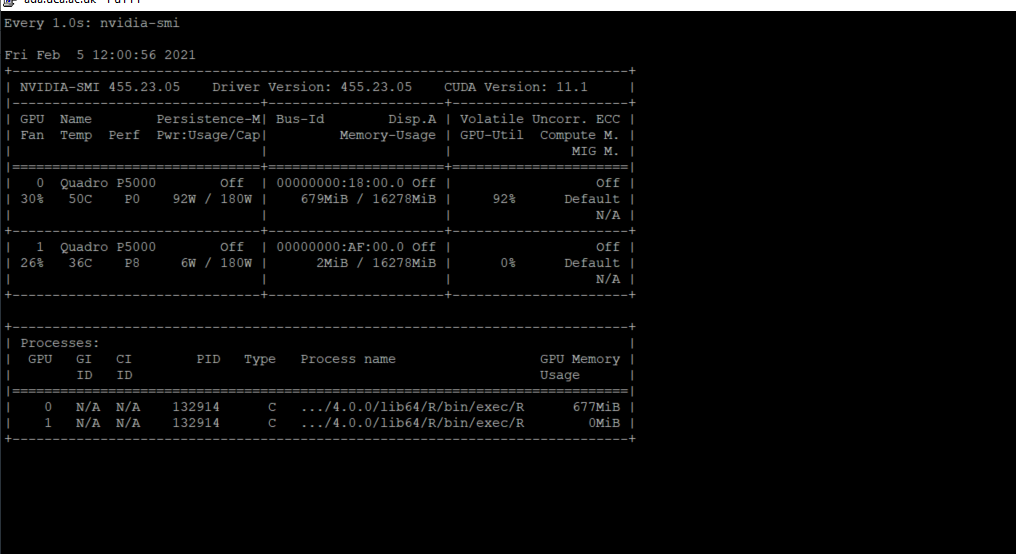 Every 1.0s: nvidia-smi
Fri Feb  5 12:00:56 2021
+-----------------------------------------------------------------------------+
| NVIDIA-SMI 455.23.05    Driver Version: 455.23.05    CUDA Version: 11.1     |
|-------------------------------+----------------------+----------------------+
| GPU  Name        Persistence-M| Bus-Id        Disp.A | Volatile Uncorr. ECC |
| Fan  Temp  Perf  Pwr:Usage/Cap|         Memory-Usage | GPU-Util  Compute M. |
|                               |                      |               MIG M. |
|===============================+======================+======================|
|   0  Quadro P5000        Off  | 00000000:18:00.0 Off |                  Off |
| 30%   50C    P0    92W / 180W |    679MiB / 16278MiB |     92%      Default |
|                               |                      |                  N/A |
+-------------------------------+----------------------+----------------------+
|   1  Quadro P5000        Off  | 00000000:AF:00.0 Off |                  Off |
| 26%   36C    P8     6W / 180W |      2MiB / 16278MiB |      0%      Default |
|                               |                      |                  N/A |
+-------------------------------+----------------------+----------------------+
+-----------------------------------------------------------------------------+
| Processes:                                                                  |
|  GPU   GI   CI        PID   Type   Process name                  GPU Memory |
|        ID   ID                                                   Usage      |
|=============================================================================|
|    0   N/A  N/A    132914      C   .../4.0.0/lib64/R/bin/exec/R      677MiB |
|    1   N/A  N/A    132914      C   .../4.0.0/lib64/R/bin/exec/R        0MiB |
+-----------------------------------------------------------------------------+